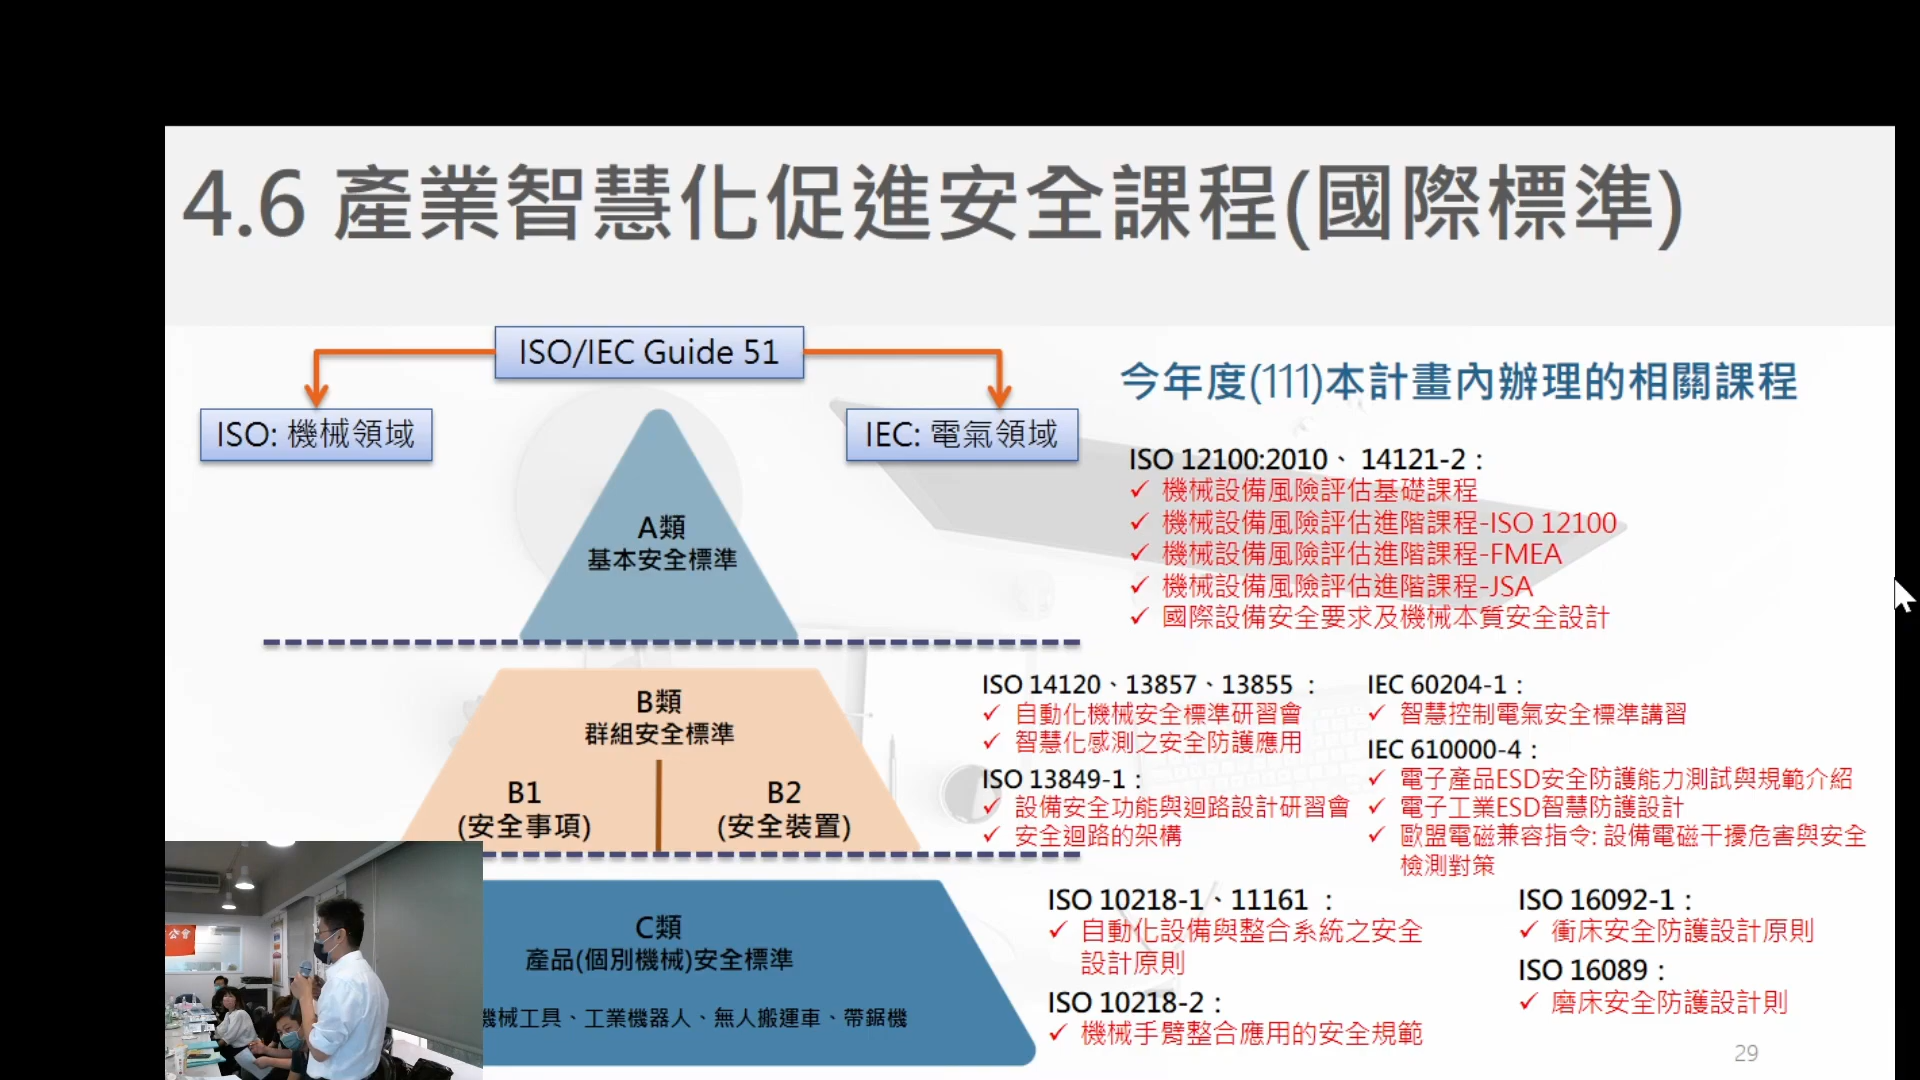 4.6 產業智慧化促進安全課程(國際標準)
ISO/IEC Guide 51
ISO: 機械領域
IEC: 電氣領域
A類
基本安全標準
B類
群組安全標準
B1
(安全事項)
B2
(安全裝置)
C類
產品(個別機械)安全標準
機械工具、工業機器人、無人搬運車、帶鋸機
今年度(111)本計畫內辦理的相關課程
ISO 12100:2010、 14121-2：
✓ 機械設備風險評估基礎課程
✓ 機械設備風險評估進階課程-ISO 12100
✓ 機械設備風險評估進階課程-FMEA
✓ 機械設備風險評估進階課程-JSA
✓ 國際設備安全要求及機械本質安全設計
ISO 14120、13857、13855 ：
✓ 自動化機械安全標準研習會
✓ 智慧化感測之安全防護應用
ISO 13849-1：
✓ 設備安全功能與迴路設計研習會
✓ 安全迴路的架構
IEC 60204-1：
✓ 智慧控制電氣安全標準講習
IEC 610000-4：
✓ 電子產品ESD安全防護能力測試與規範介紹
✓ 電子工業ESD智慧防護設計
✓ 歐盟電磁兼容指令: 設備電磁干擾危害與安全
檢測對策
ISO 10218-1、11161 ：
✓ 自動化設備與整合系統之安全
設計原則
ISO 10218-2：
✓ 機械手臂整合應用的安全規範
ISO 16092-1：
✓ 衝床安全防護設計原則
ISO 16089：
✓ 磨床安全防護設計則
29
公會